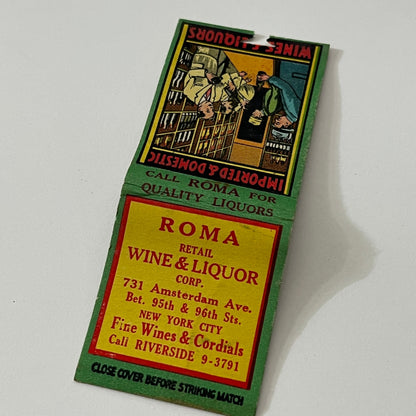 WINES & LIQUORS
IMPORTED & DOMESTIC
CALL ROMA FOR
QUALITY LIQUORS
ROMA
RETAIL
WINE & LIQUOR
CORP.
731 Amsterdam Ave.
Bet. 95th & 96th Sts.
NEW YORK CITY
Fine Wines & Cordials
Call RIVERSIDE 9-3791
CLOSE COVER BEFORE STRIKING MATCH